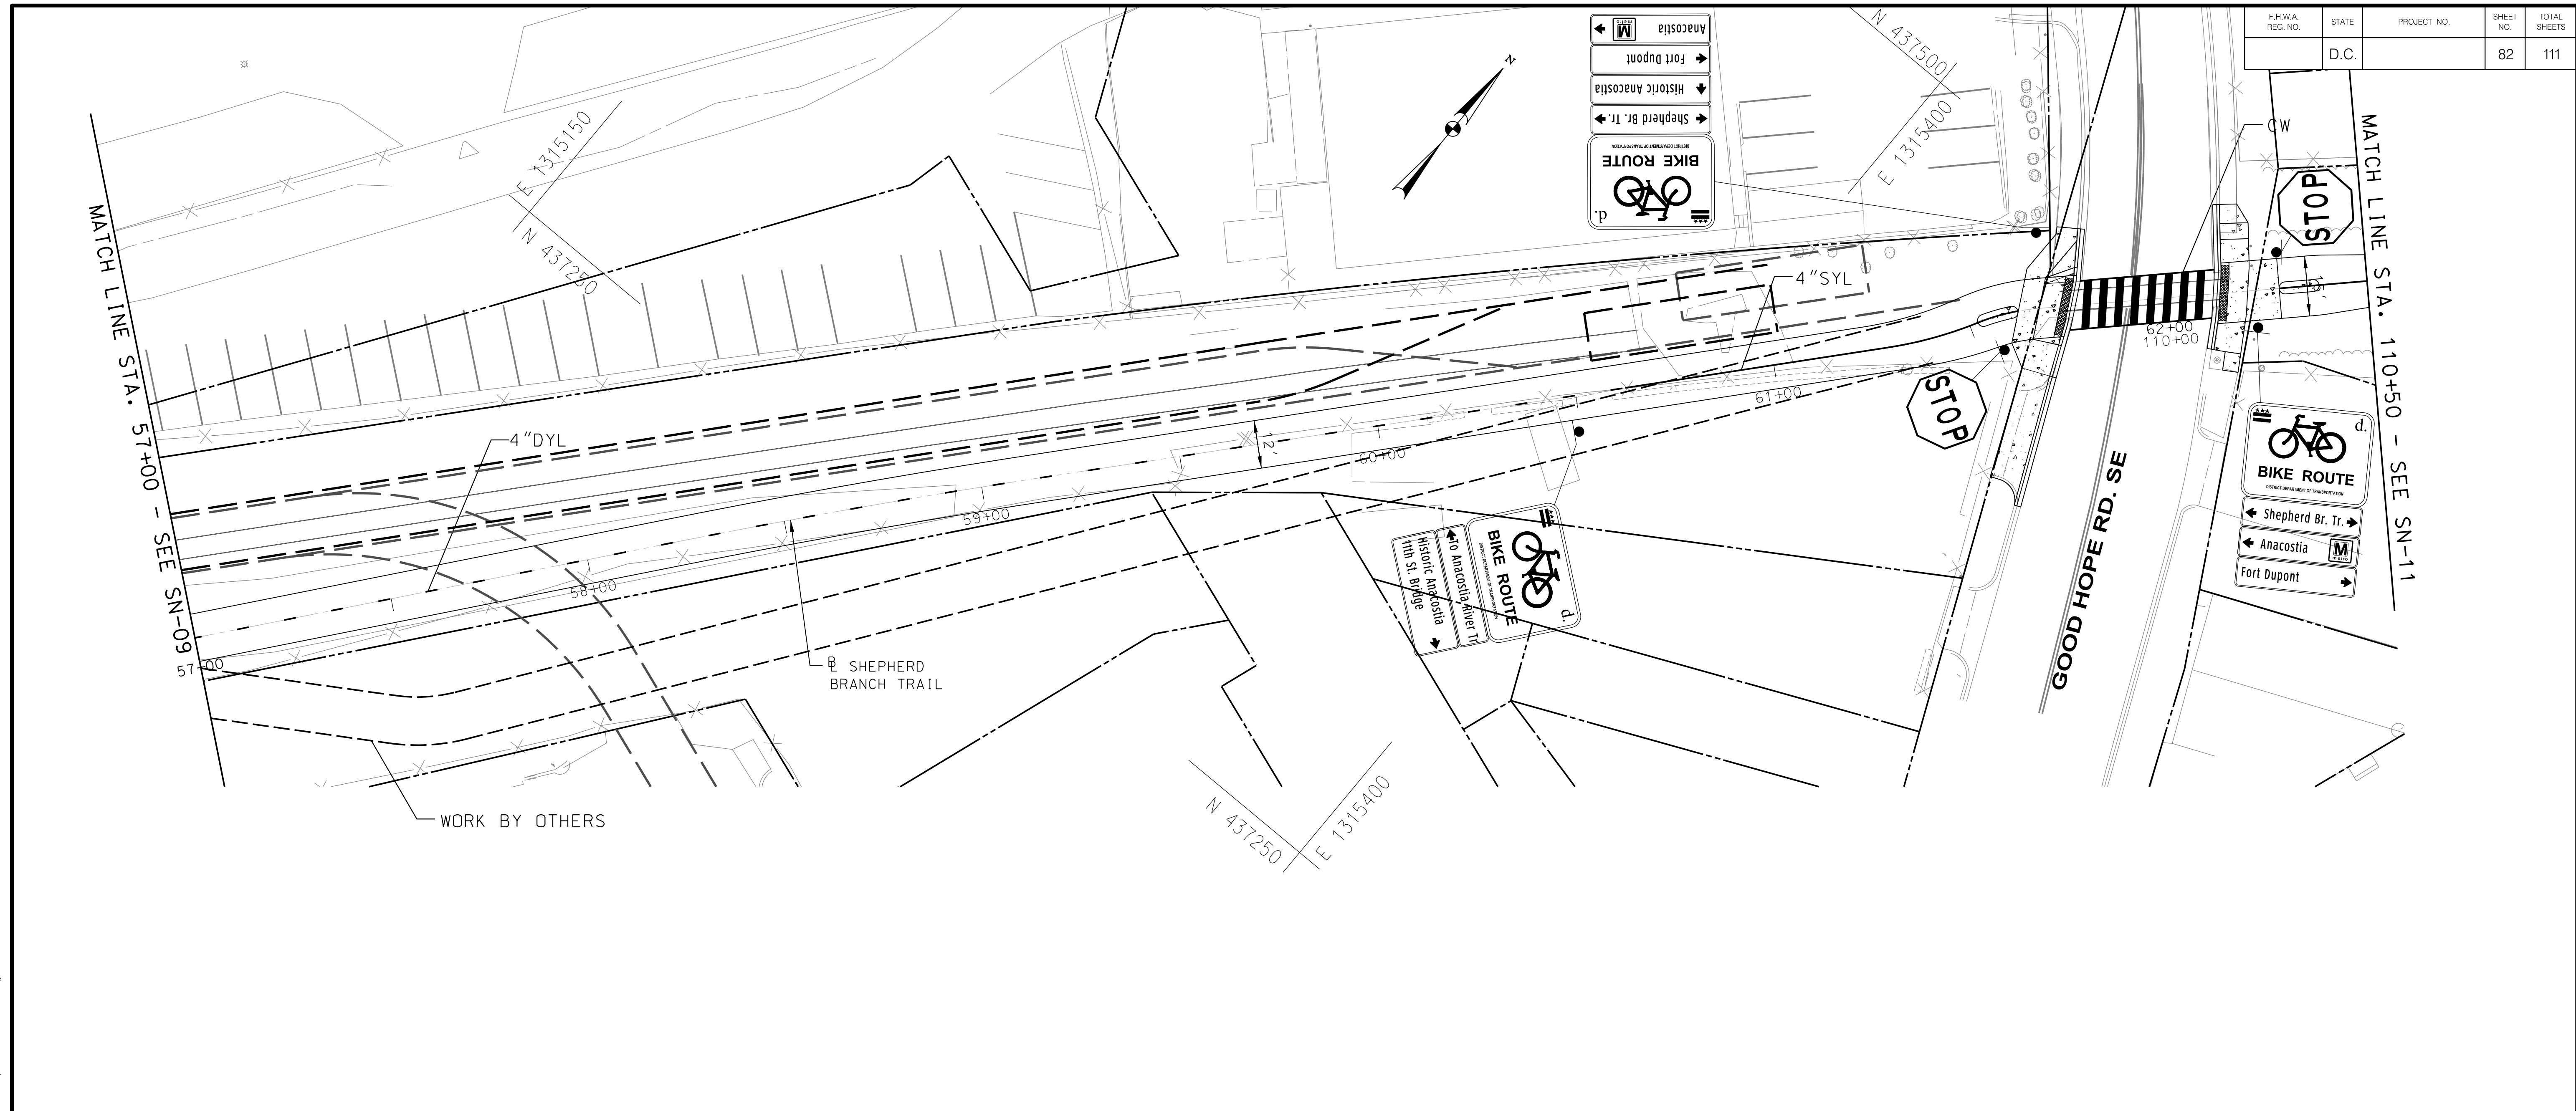 F.H.W.A. REG. NO.
STATE
PROJECT NO.
SHEET NO.
TOTAL SHEETS
D.C.
82
111
Anacostia
M
metro
Fort Dupont
Historic Anacostia
Shepherd Br. Tr.
DISTRICT DEPARTMENT OF TRANSPORTATION
BIKE ROUTE
d.
N
N 437500
E 1315400
CW
E 1315150
N 437250
MATCH LINE STA. 57+00 - SEE SN-09
MATCH LINE STA. 110+50 - SEE SN-11
STOP
4"SYL
62+00
110+00
STOP
61+00
4"DYL
12'
60+00
59+00
58+00
57+00
BIKE ROUTE
DISTRICT DEPARTMENT OF TRANSPORTATION
d.
To Anacostia River Tr.
Historic Anacostia
11th St. Bridge
d.
BIKE ROUTE
DISTRICT DEPARTMENT OF TRANSPORTATION
Shepherd Br. Tr.
Anacostia
M
metro
Fort Dupont
GOOD HOPE RD. SE
BL SHEPHERD
BRANCH TRAIL
WORK BY OTHERS
N 437250
E 1315400